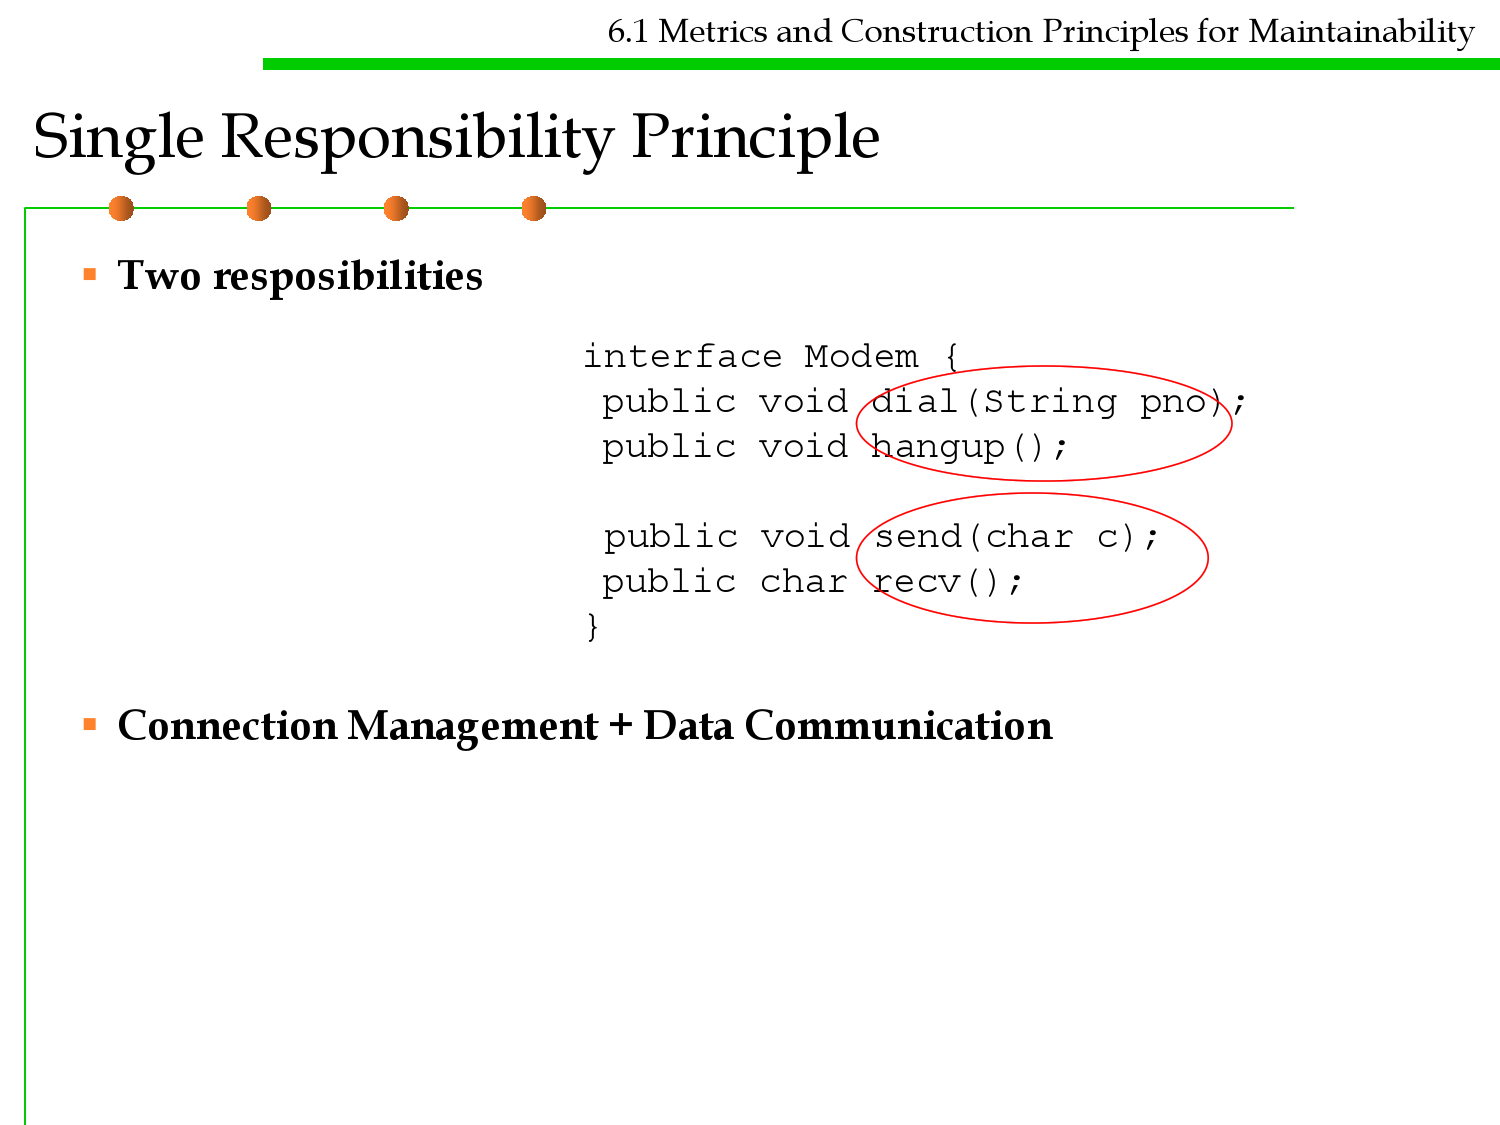 6.1 Metrics and Construction Principles for Maintainability
Single Responsibility Principle
Two resposibilities
interface Modem {
public void dial(String pno);
public void hangup();
public void send(char c);
public char recv();
}
Connection Management + Data Communication